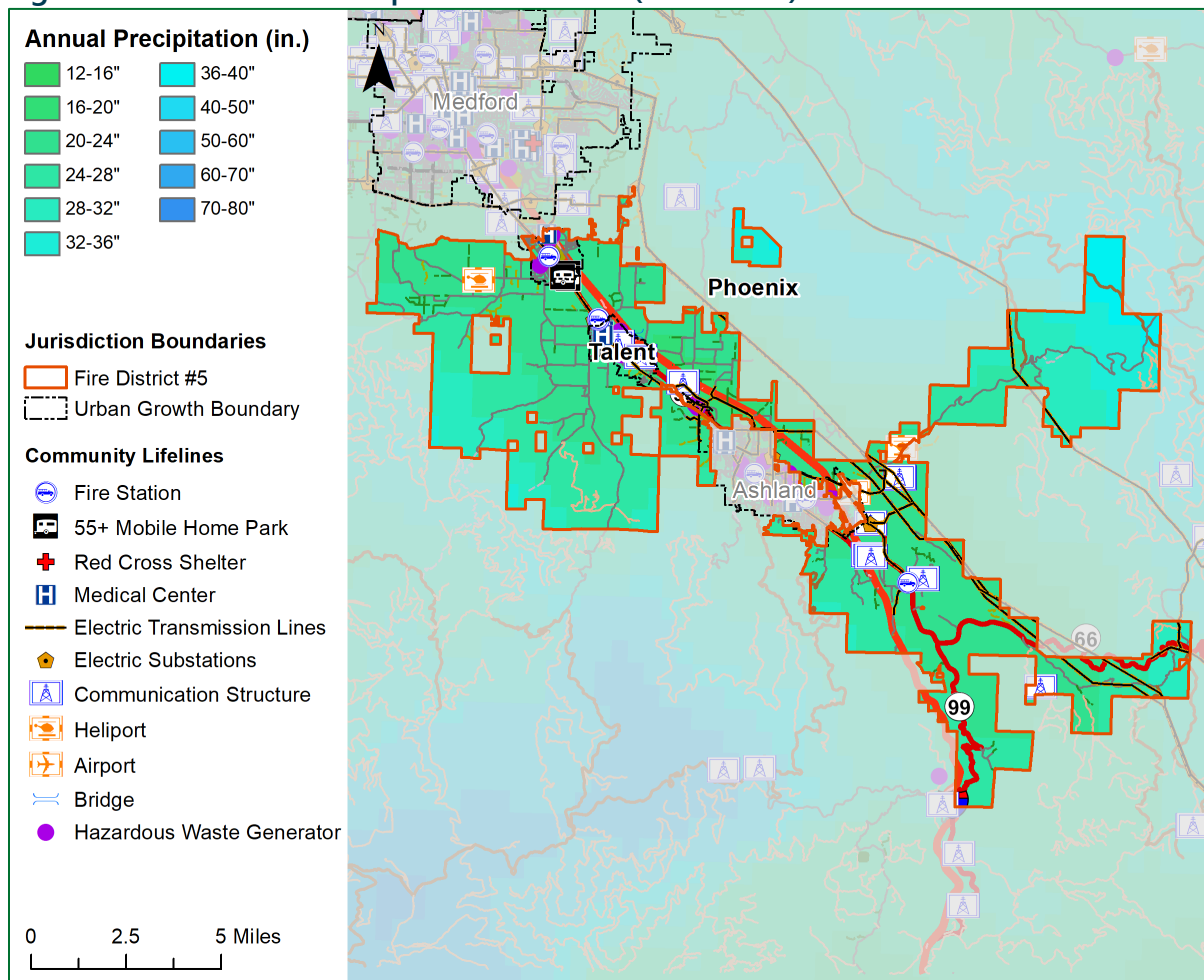 Annual Precipitation (in.)
12-16"
16-20"
20-24"
24-28"
28-32"
32-36"
36-40"
40-50"
50-60"
60-70"
70-80"
Jurisdiction Boundaries
Fire District #5
Urban Growth Boundary
Community Lifelines
Fire Station
55+ Mobile Home Park
Red Cross Shelter
Medical Center
Electric Transmission Lines
Electric Substations
Communication Structure
Heliport
Airport
Bridge
Hazardous Waste Generator
0 2.5 5 Miles
N
Medford
Phoenix
Talent
Ashland
66
99